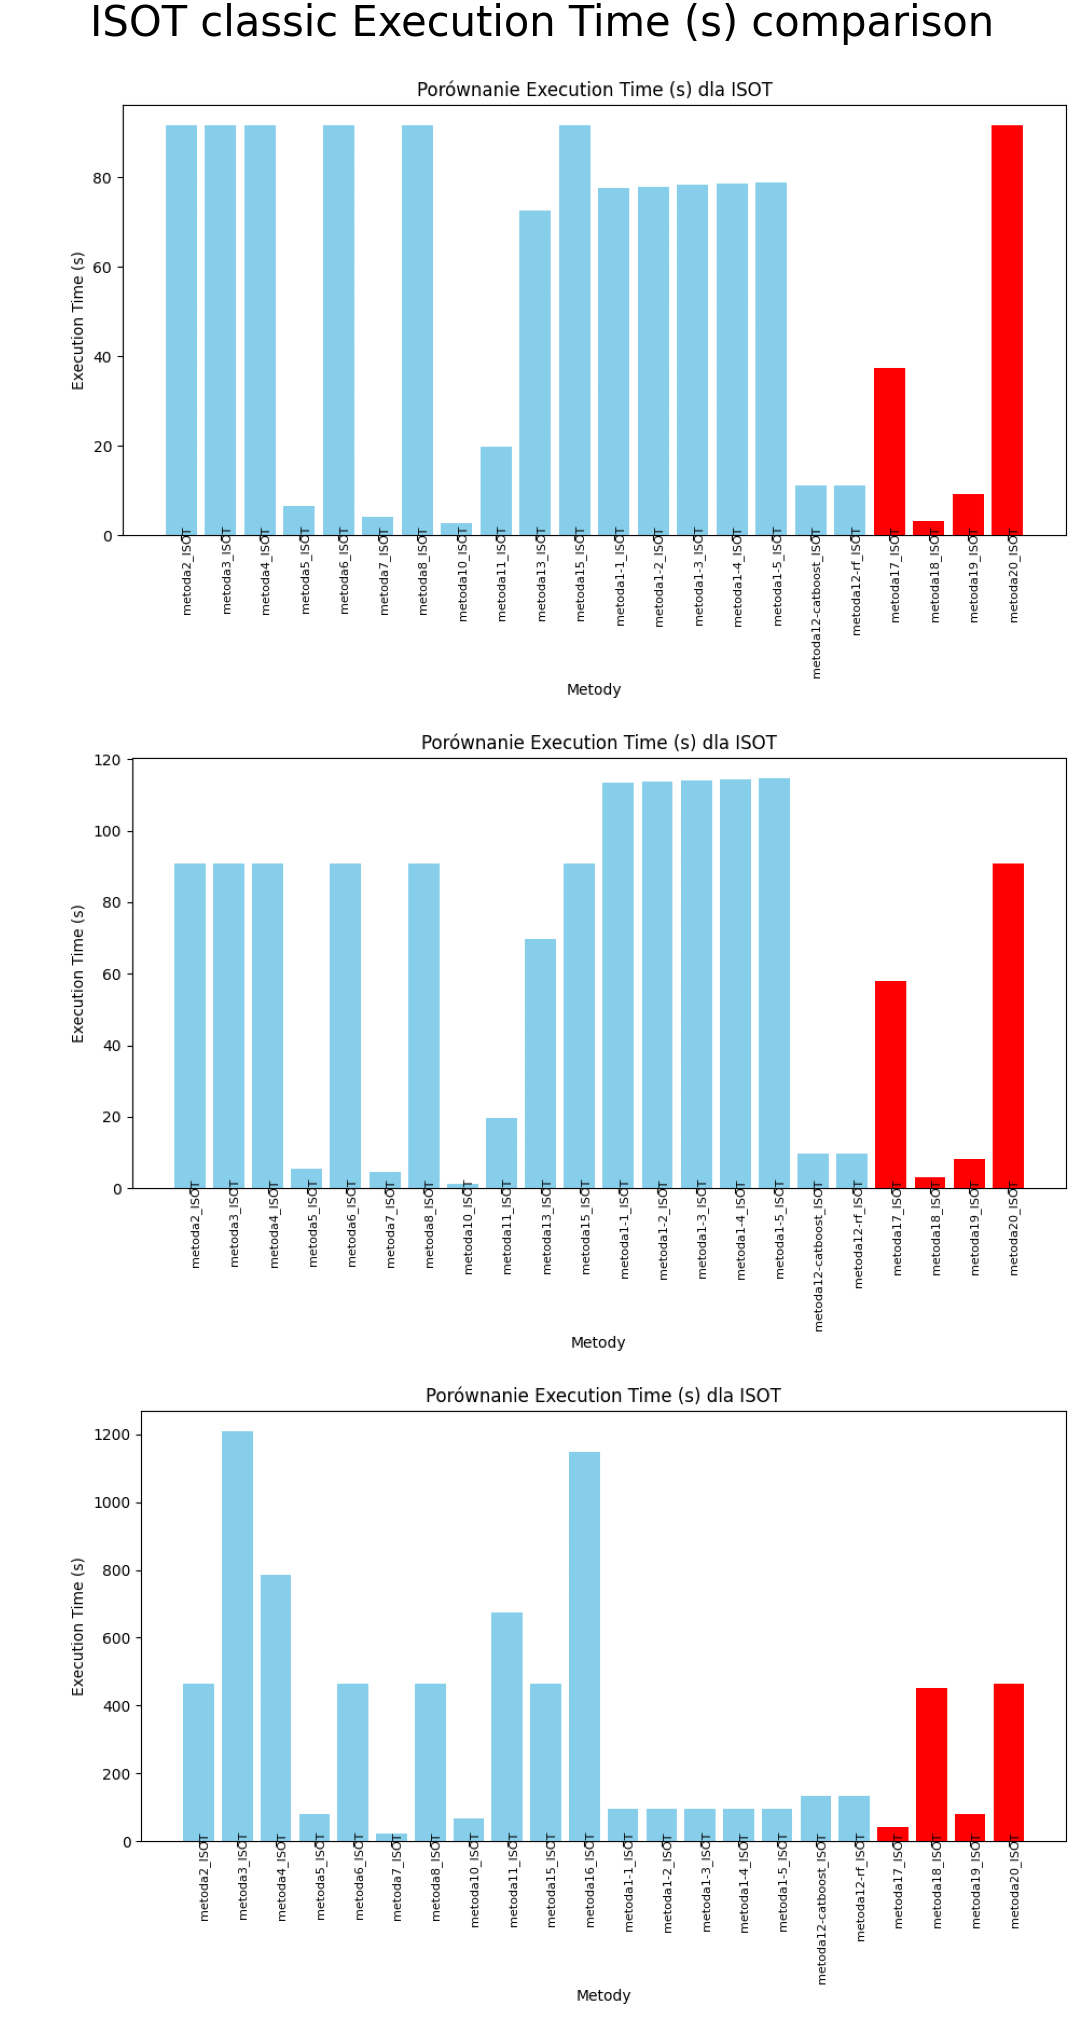 ISOT classic Execution Time (s) comparison
Porównanie Execution Time (s) dla ISOT
Execution Time (s)
80
60
40
20
0
metoda2_ISOT
metoda3_ISOT
metoda4_ISOT
metoda5_ISOT
metoda6_ISOT
metoda7_ISOT
metoda8_ISOT
metoda10_ISOT
metoda11_ISOT
metoda13_ISOT
metoda15_ISOT
metoda1-1_ISOT
metoda1-2_ISOT
metoda1-3_ISOT
metoda1-4_ISOT
metoda1-5_ISOT
metoda12-catboost_ISOT
metoda12-rf_ISOT
metoda17_ISOT
metoda18_ISOT
metoda19_ISOT
metoda20_ISOT
Metody
Porównanie Execution Time (s) dla ISOT
Execution Time (s)
120
100
80
60
40
20
0
metoda2_ISOT
metoda3_ISOT
metoda4_ISOT
metoda5_ISOT
metoda6_ISOT
metoda7_ISOT
metoda8_ISOT
metoda10_ISOT
metoda11_ISOT
metoda13_ISOT
metoda15_ISOT
metoda1-1_ISOT
metoda1-2_ISOT
metoda1-3_ISOT
metoda1-4_ISOT
metoda1-5_ISOT
metoda12-catboost_ISOT
metoda12-rf_ISOT
metoda17_ISOT
metoda18_ISOT
metoda19_ISOT
metoda20_ISOT
Metody
Porównanie Execution Time (s) dla ISOT
Execution Time (s)
1200
1000
800
600
400
200
0
metoda2_ISOT
metoda3_ISOT
metoda4_ISOT
metoda5_ISOT
metoda6_ISOT
metoda7_ISOT
metoda8_ISOT
metoda10_ISOT
metoda11_ISOT
metoda15_ISOT
metoda16_ISOT
metoda1-1_ISOT
metoda1-2_ISOT
metoda1-3_ISOT
metoda1-4_ISOT
metoda1-5_ISOT
metoda12-catboost_ISOT
metoda12-rf_ISOT
metoda17_ISOT
metoda18_ISOT
metoda19_ISOT
metoda20_ISOT
Metody